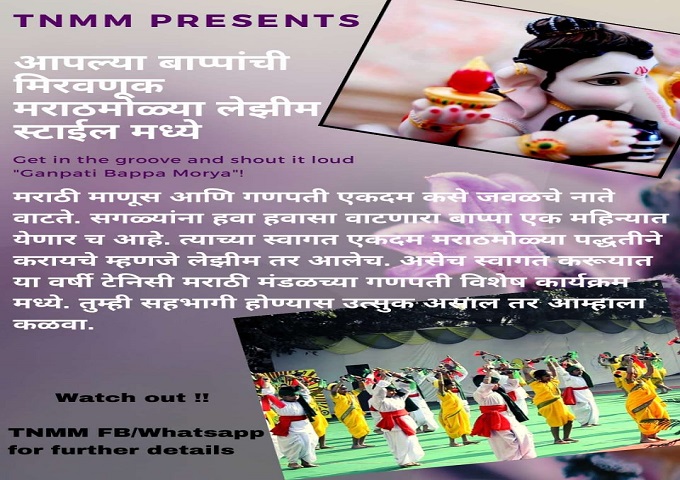 TNMM PRESENTS
आपल्या बाप्पांची
मिरवणूक
मराठमोळ्या लेझीम
स्टाईल मध्ये
Get in the groove and shout it loud
"Ganpati Bappa Morya"!
मराठी माणूस आणि गणपती एकदम कसे जवळचे नाते
वाटते. सगळ्यांना हवा हवासा वाटणारा बाप्पा एक महिन्यात
येणार च आहे. त्याच्या स्वागत एकदम मराठमोळ्या पद्धतीने
करायचे म्हणजे लेझीम तर आलेच. असेच स्वागत करूयात
या वर्षी टेनिसी मराठी मंडळच्या गणपती विशेष कार्यक्रम
मध्ये. तुम्ही सहभागी होण्यास उत्सुक असाल तर आम्हाला
कळवा.
Watch out !!
TNMM FB/Whatsapp
for further details